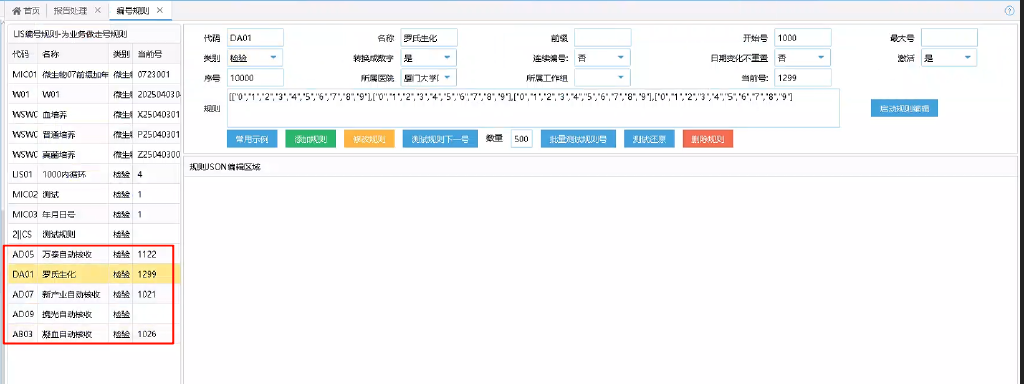 首页 报告处理 × 编号规则 ×
LIS编号规则-为业务做走号规则
代码 名称 类别 当前号
MIC01 微生物07前缀加年 微生物 0723001
W01 W01 微生物 202504030
WSW0 血培养 微生物 X25040301
WSW0 普通培养 微生物 P25040301
WSW0 真菌培养 微生物 Z25040300
LIS01 1000内循环 检验 4
MIC02 测试 检验 1
MIC03 年月日号 检验 1
2||CS 测试规则 检验
AD05 万泰自动核收 检验 1122
DA01 罗氏生化 检验 1299
AD07 新产业自动核收 检验 1021
AD09 透光自动核收 检验
AB03 凝血自动核收 检验 1026
代码 DA01 名称 罗氏生化 前缀 开始号 1000 最大号
类别 检验 转换成数字 是 连续编号: 否 日期变化不重置 否 激活 是
序号 10000 所属医院 厦门大学 所属工作组 当前号: 1299
规则 [["0","1","2","3","4","5","6","7","8","9"],["0","1","2","3","4","5","6","7","8","9"],["0","1","2","3","4","5","6","7","8","9"],["0","1","2","3","4","5","6","7","8","9"]
启动规则编辑
常用示例 添加规则 修改规则 测试规则下一号 数量 500 批量测试规则号 测试还原 删除规则
规则JSON编辑区域